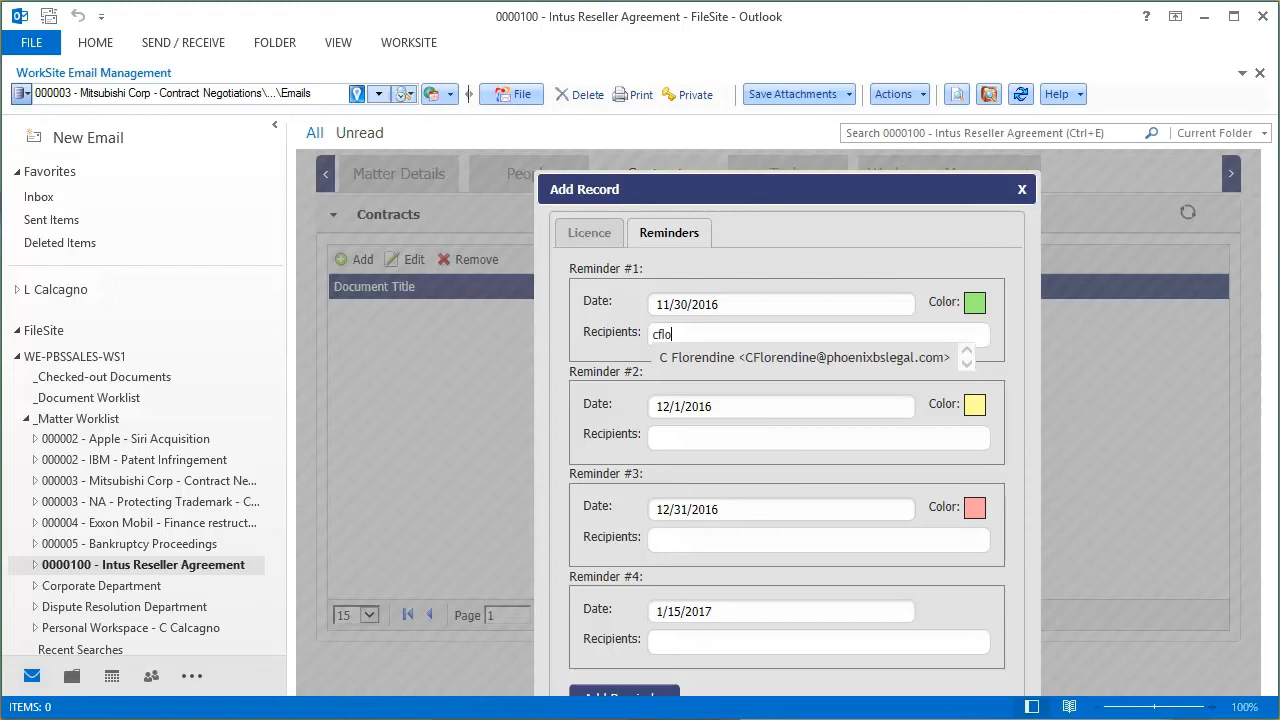 0000100 - Intus Reseller Agreement - FileSite - Outlook
?
FILE HOME SEND / RECEIVE FOLDER VIEW WORKSITE
WorkSite Email Management
000003 - Mitsubishi Corp - Contract Negotiations\...\Emails File Delete Print Private Save Attachments Actions Help
New Email
Favorites
Inbox
Sent Items
Deleted Items
L Calcagno
FileSite
WE-PBSSALES-WS1
_Checked-out Documents
_Document Worklist
_Matter Worklist
000002 - Apple - Siri Acquisition
000002 - IBM - Patent Infringement
000003 - Mitsubishi Corp - Contract Ne...
000003 - NA - Protecting Trademark - C...
000004 - Exxon Mobil - Finance restruct...
000005 - Bankruptcy Proceedings
0000100 - Intus Reseller Agreement
Corporate Department
Dispute Resolution Department
Personal Workspace - C Calcagno
Recent Searches
All Unread
Search 0000100 - Intus Reseller Agreement (Ctrl+E) Current Folder
Matter Details
Contracts
Add Edit Remove
Document Title
15 Page 1
Add Record X
Licence Reminders
Reminder #1:
Date: 11/30/2016 Color:
Recipients: cflo
C Florendine <CFlorendine@phoenixbslegal.com>
Reminder #2:
Date: 12/1/2016 Color:
Recipients:
Reminder #3:
Date: 12/31/2016 Color:
Recipients:
Reminder #4:
Date: 1/15/2017
Recipients:
ITEMS: 0 100%